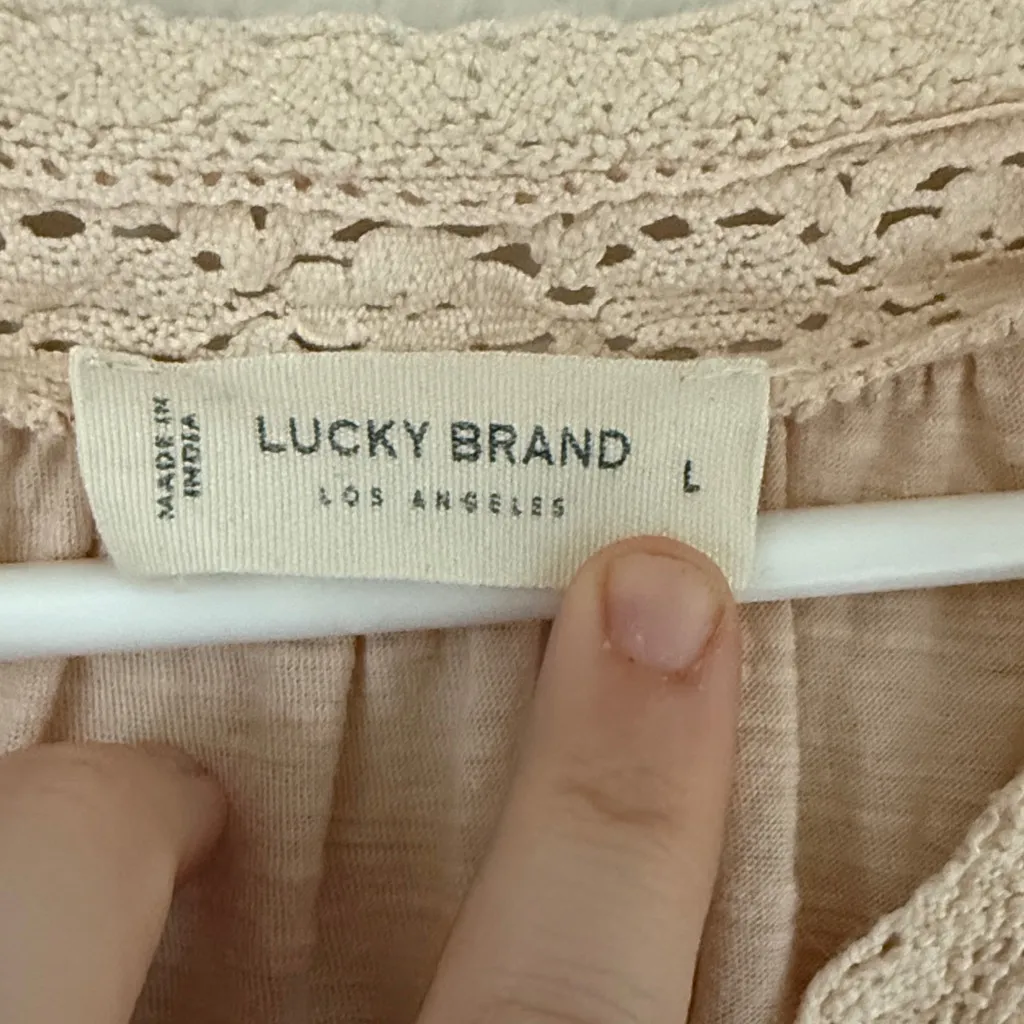 MADE IN
INDIA
LUCKY BRAND
LOS ANGELES
L